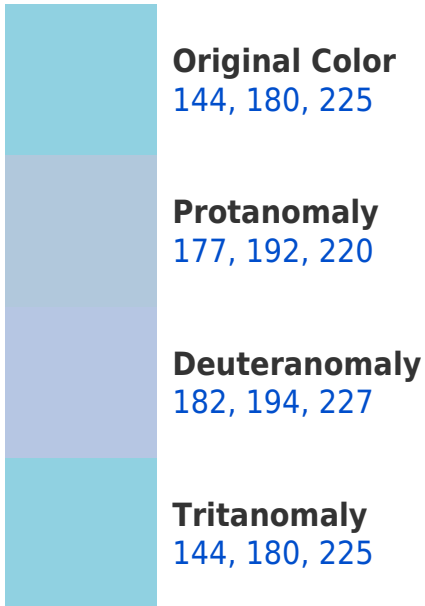 Original Color
144, 180, 225
Protanomaly
177, 192, 220
Deuteranomaly
182, 194, 227
Tritanomaly
144, 180, 225